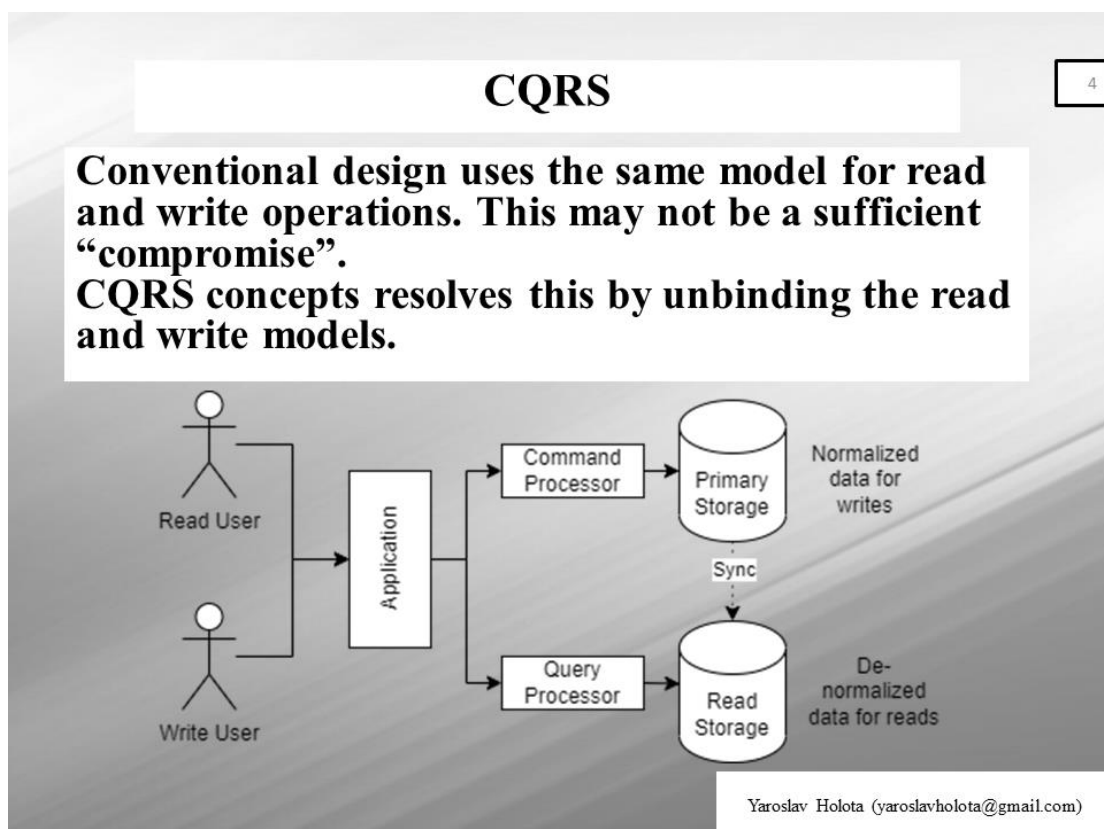 CQRS
4
Conventional design uses the same model for read
and write operations. This may not be a sufficient
“compromise”.
CQRS concepts resolves this by unbinding the read
and write models.
Read User
Write User
Application
Command
Processor
Primary
Storage
Normalized
data for
writes
Sync
Query
Processor
Read
Storage
De-
normalized
data for reads
Yaroslav Holota (yaroslavholota@gmail.com)